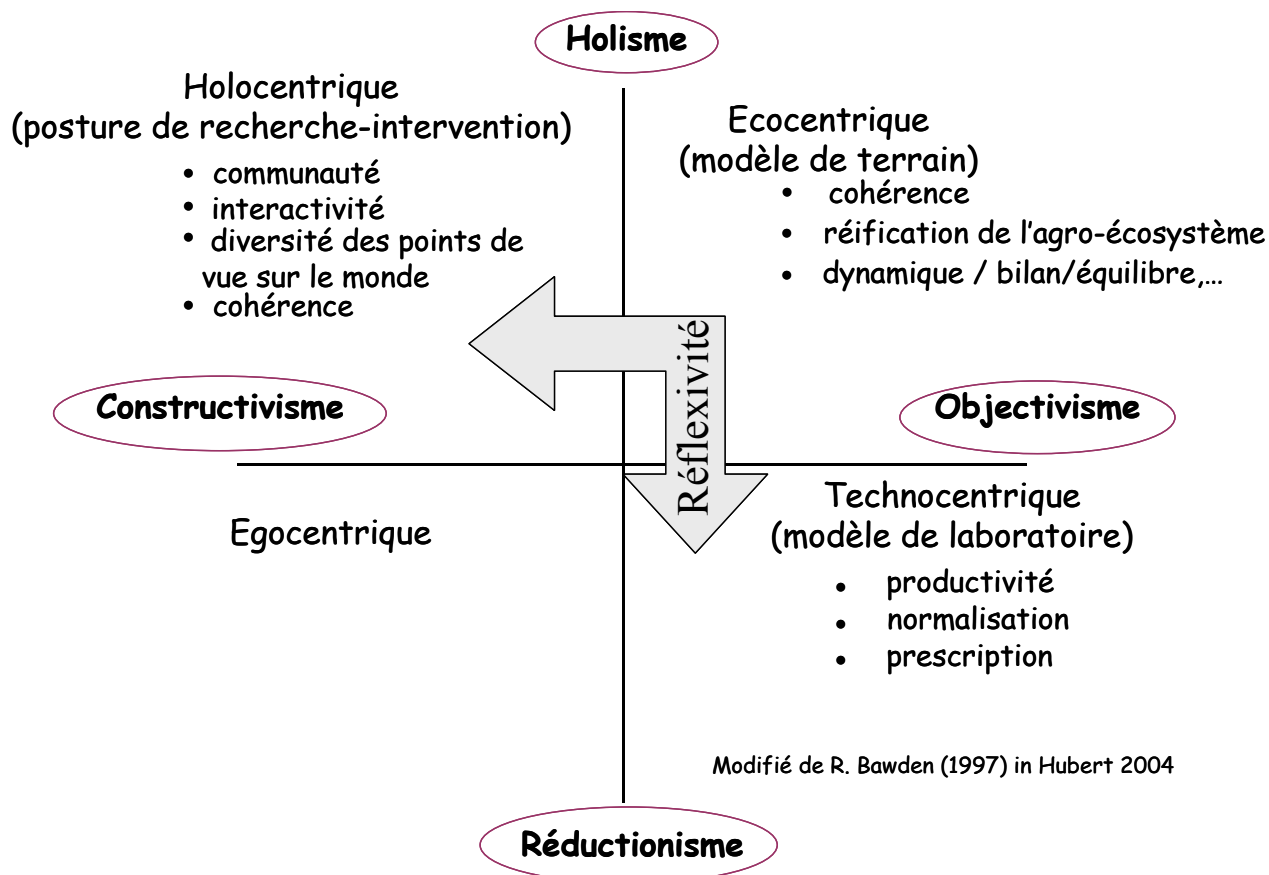 Holisme
Holocentrique
(posture de recherche-intervention)
• communauté
• interactivité
• diversité des points de
vue sur le monde
• cohérence
Ecocentrique
(modèle de terrain)
• cohérence
• réification de l'agro-écosystème
• dynamique / bilan/équilibre,...
Réflexivité
Constructivisme
Objectivisme
Egocentrique
Technocentrique
(modèle de laboratoire)
• productivité
• normalisation
• prescription
Modifié de R. Bawden (1997) in Hubert 2004
Réductionisme